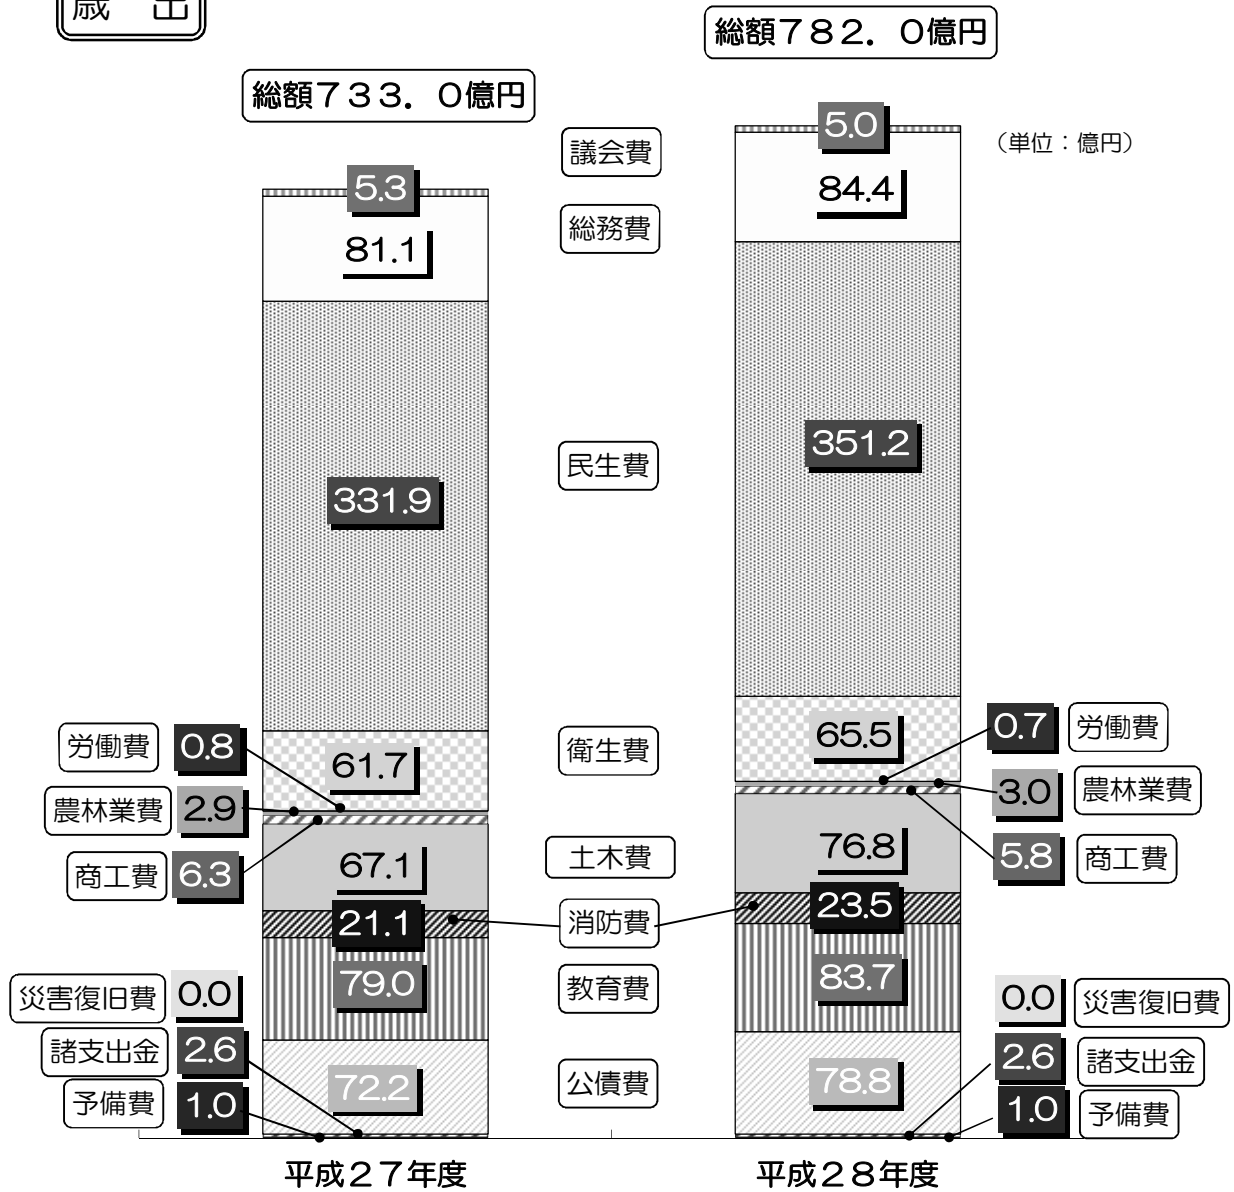 歳 出
総額７８２．０億円
総額７３３．０億円
（単位：億円）
議会費
5.3
5.0
総務費
81.1
84.4
民生費
331.9
351.2
労働費
0.8
61.7
衛生費
65.5
0.7
労働費
農林業費
2.9
3.0
農林業費
商工費
6.3
67.1
土木費
76.8
5.8
商工費
21.1
消防費
23.5
79.0
教育費
83.7
災害復旧費
0.0
0.0
災害復旧費
諸支出金
2.6
72.2
公債費
78.8
2.6
諸支出金
予備費
1.0
1.0
予備費
平成２７年度
平成２８年度